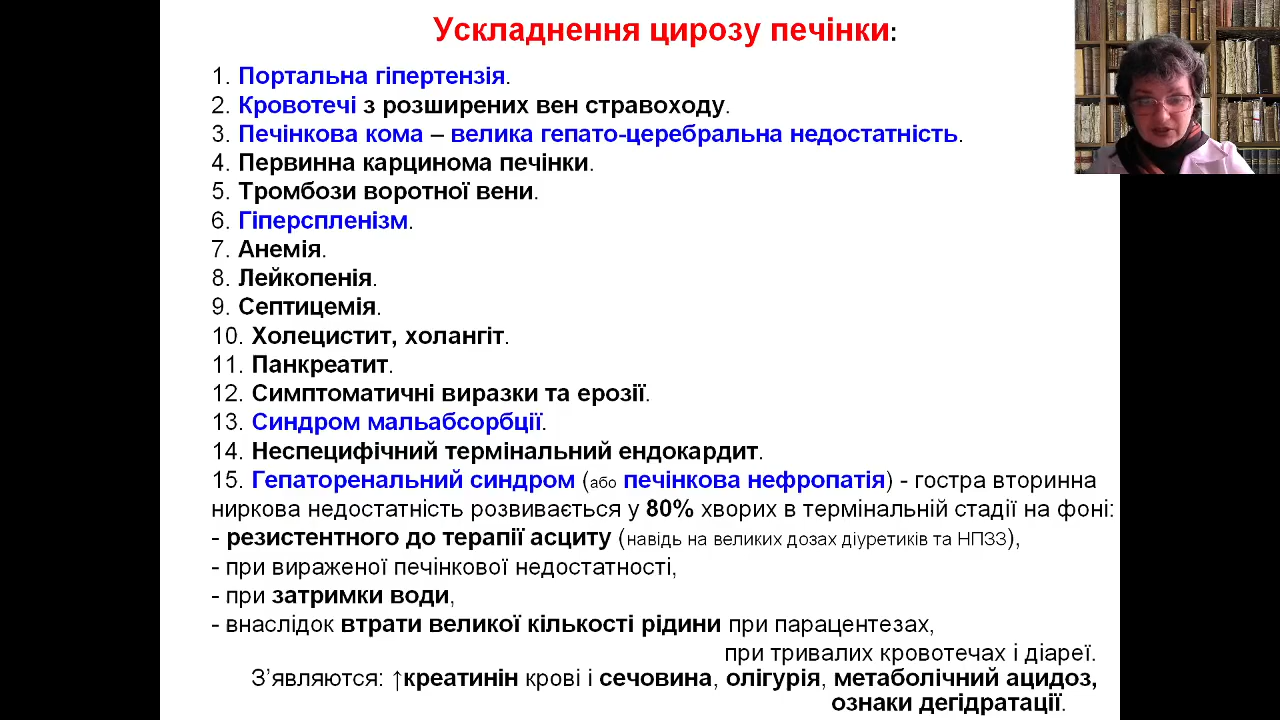 Ускладнення цирозу печінки:
1. Портальна гіпертензія.
2. Кровотечі з розширених вен стравоходу.
3. Печінкова кома – велика гепато-церебральна недостатність.
4. Первинна карцинома печінки.
5. Тромбози воротної вени.
6. Гіперспленізм.
7. Анемія.
8. Лейкопенія.
9. Септицемія.
10. Холецистит, холангіт.
11. Панкреатит.
12. Симптоматичні виразки та ерозії.
13. Синдром мальабсорбції.
14. Неспецифічний термінальний ендокардит.
15. Гепаторенальний синдром (або печінкова нефропатія) - гостра вторинна
ниркова недостатність розвивається у 80% хворих в термінальній стадії на фоні:
- резистентного до терапії асциту (навідь на великих дозах діуретиків та НПЗЗ),
- при вираженої печінкової недостатності,
- при затримки води,
- внаслідок втрати великої кількості рідини при парацентезах,
при тривалих кровотечах і діареї.
З’являются: ↑креатинін крові і сечовина, олігурія, метаболічний ацидоз,
ознаки дегідратації.